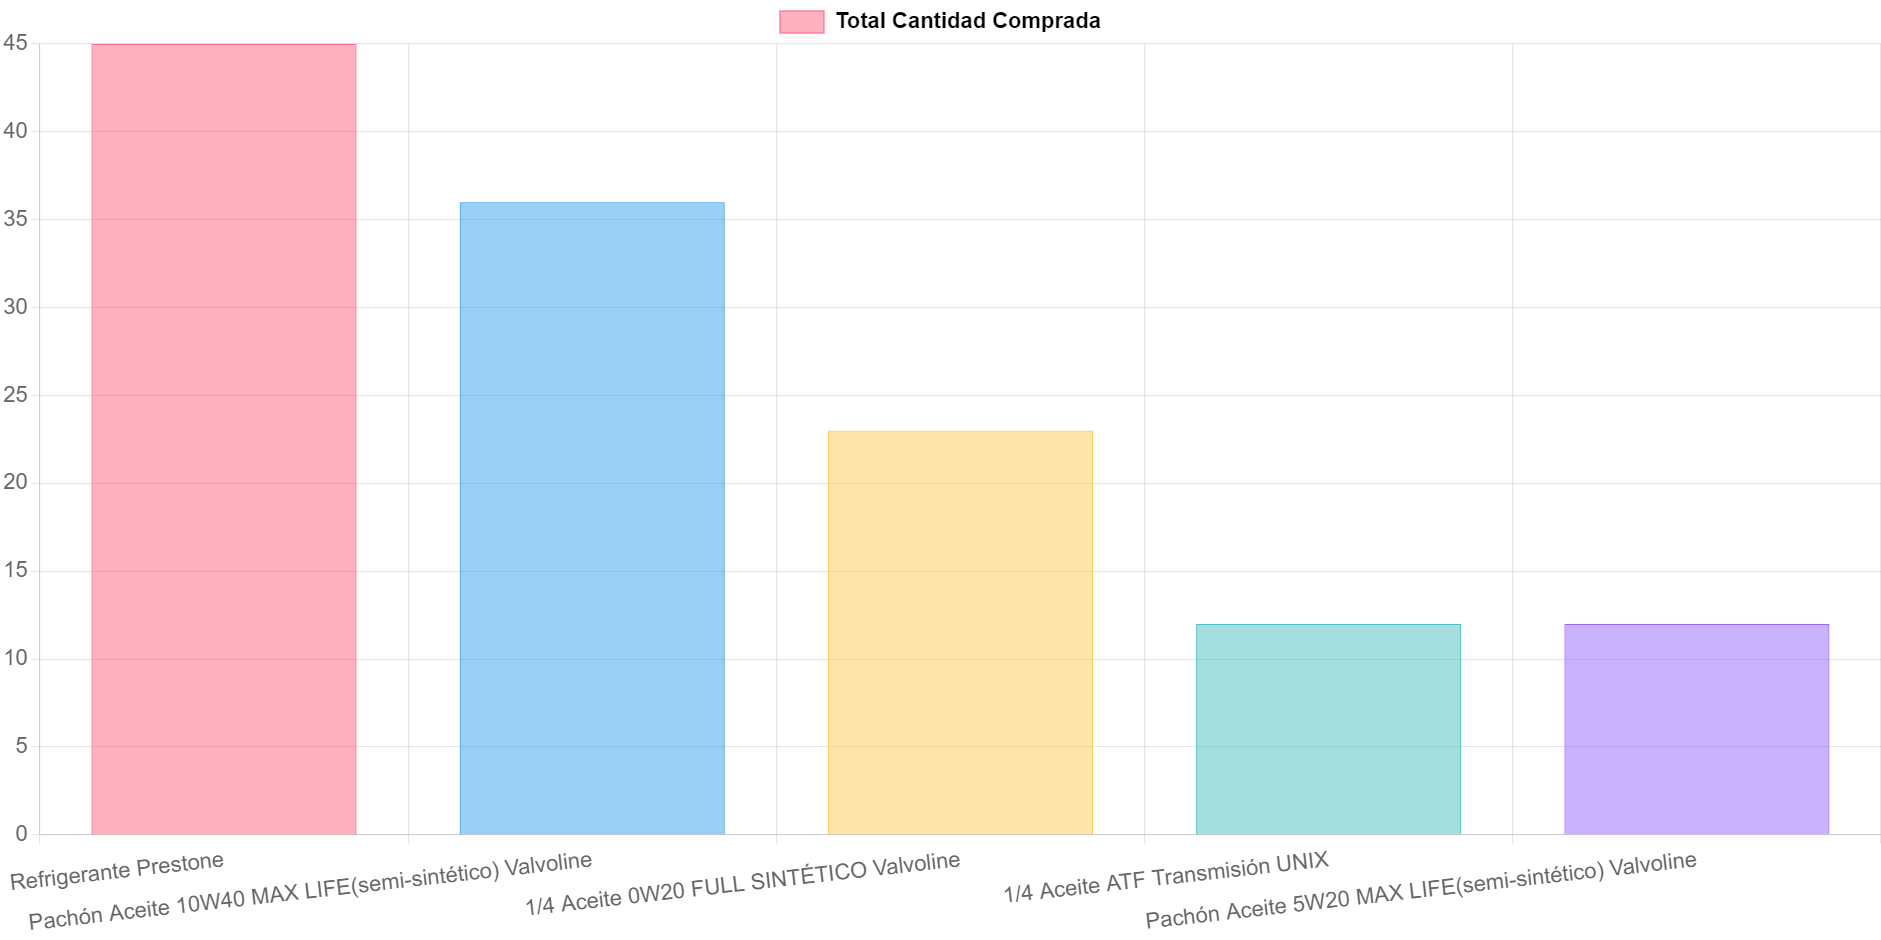 Total Cantidad Comprada
45
40
35
30
25
20
15
10
5
0
Refrigerante Prestone
Pachón Aceite 10W40 MAX LIFE(semi-sintético) Valvoline
1/4 Aceite 0W20 FULL SINTÉTICO Valvoline
1/4 Aceite ATF Transmisión UNIX
Pachón Aceite 5W20 MAX LIFE(semi-sintético) Valvoline